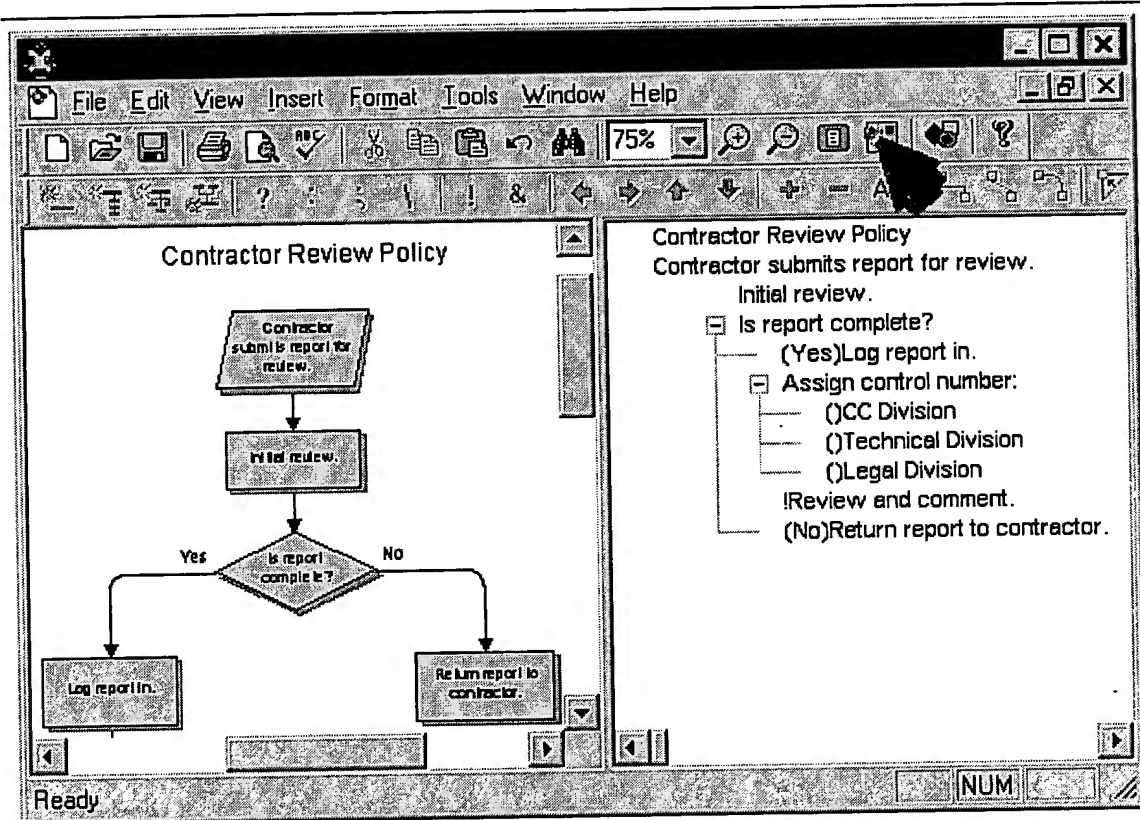 File Edit View Insert Format Tools Window Help
ABC
75%
? : ; \ ! &
A
Contractor Review Policy
Contractor
submits report for
review.
Initial review.
Is report
complete?
Yes
No
Log report in.
Return report to
contractor.
Contractor Review Policy
Contractor submits report for review.
Initial review.
Is report complete?
(Yes)Log report in.
Assign control number:
()CC Division
()Technical Division
()Legal Division
!Review and comment.
(No)Return report to contractor.
Ready
NUM